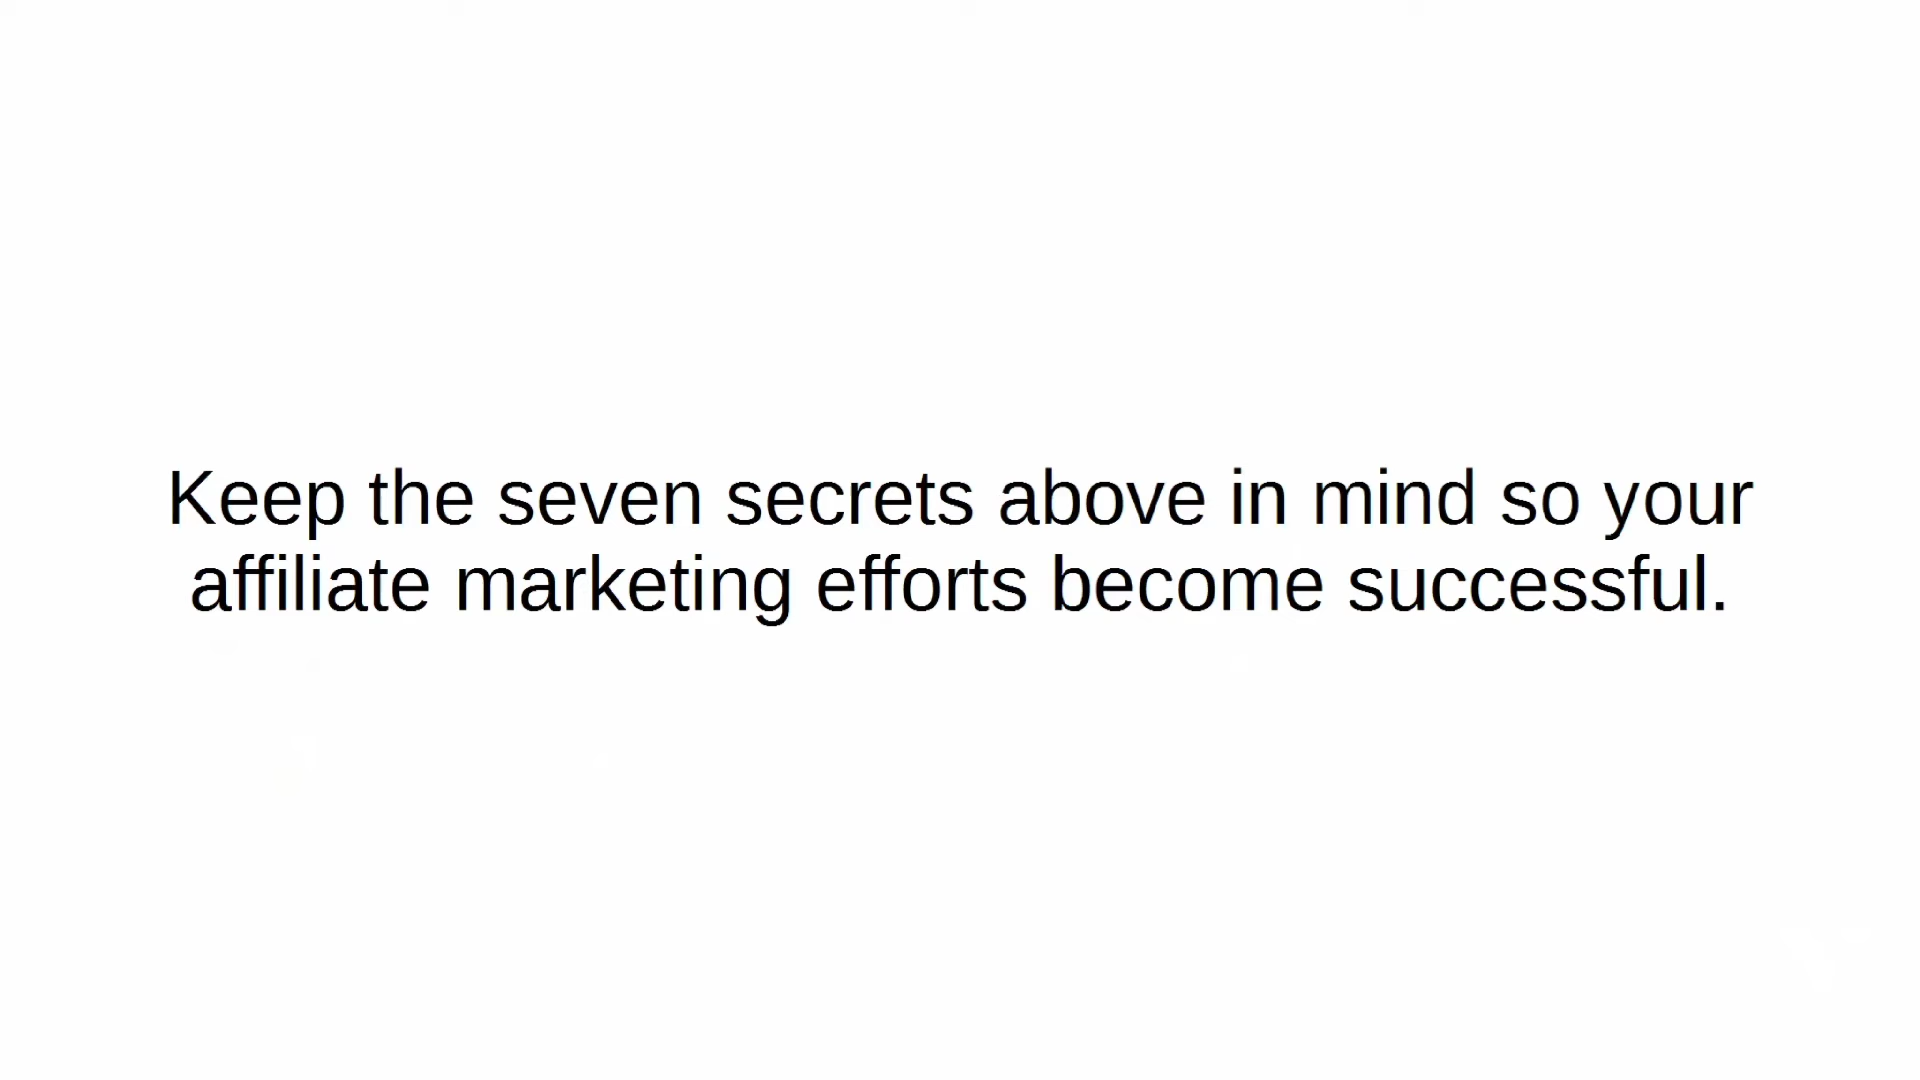 Keep the seven secrets above in mind so your
affiliate marketing efforts become successful.